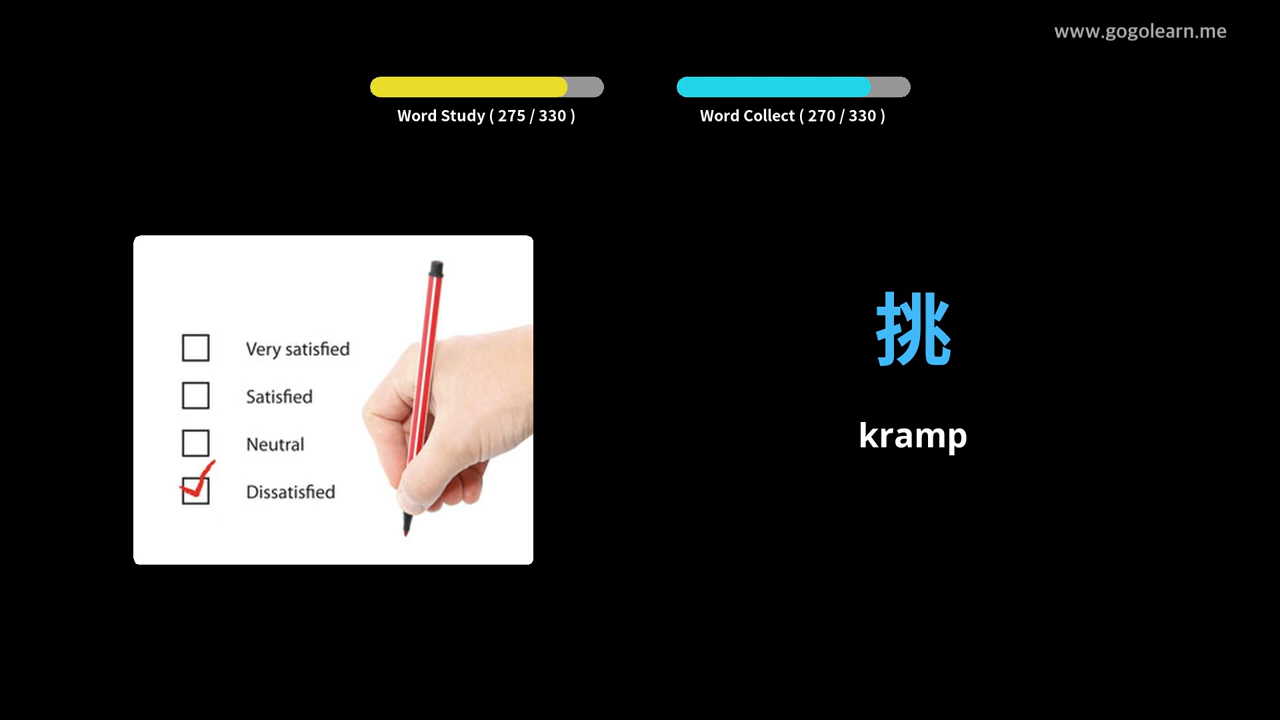 www.gogolearn.me
Word Study ( 275 / 330 )
Word Collect ( 270 / 330 )
Very satisfied
Satisfied
Neutral
Dissatisfied
挑
kramp